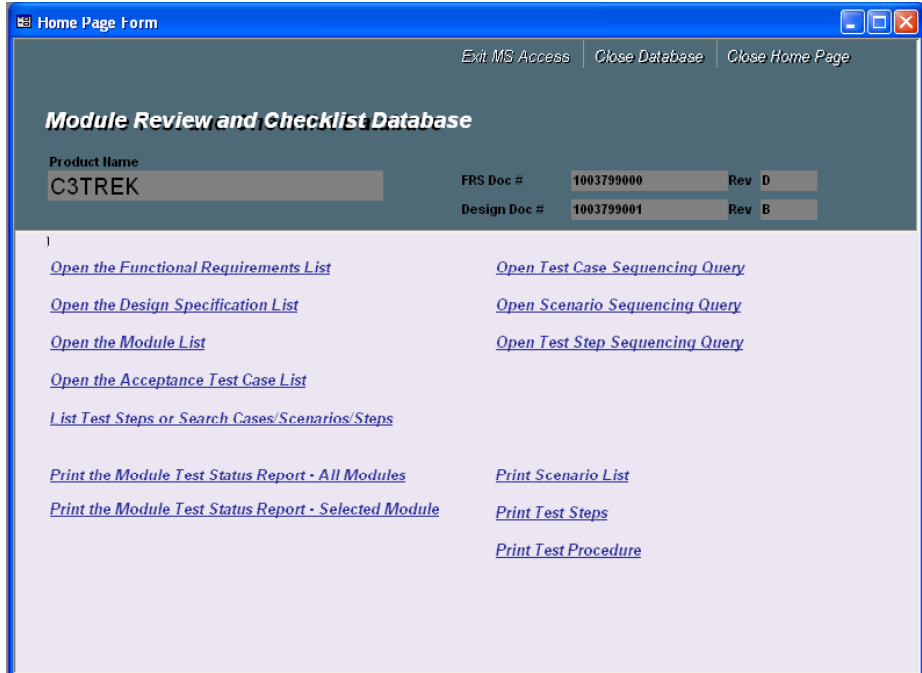 Home Page Form
Exit MS Access Close Database Close Home Page
Module Review and Checklist Database
Product Name
C3TREK
FRS Doc # 1003799000 Rev D
Design Doc # 1003799001 Rev B
Open the Functional Requirements List Open Test Case Sequencing Query
Open the Design Specification List Open Scenario Sequencing Query
Open the Module List Open Test Step Sequencing Query
Open the Acceptance Test Case List
List Test Steps or Search Cases/Scenarios/Steps
Print the Module Test Status Report - All Modules Print Scenario List
Print the Module Test Status Report - Selected Module Print Test Steps
Print Test Procedure